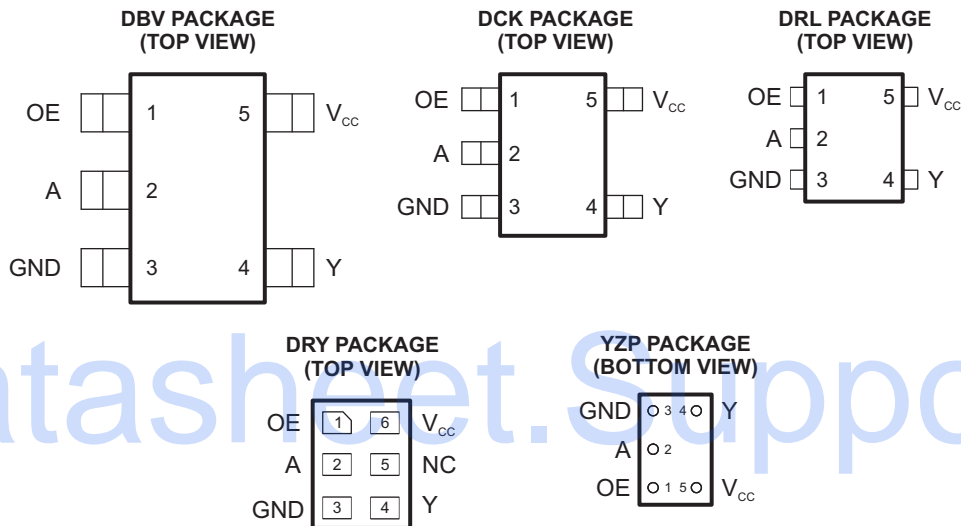 DBV PACKAGE
(TOP VIEW)
OE 1 5 Vcc
A 2
GND 3 4 Y
DCK PACKAGE
(TOP VIEW)
OE 1 5 Vcc
A 2
GND 3 4 Y
DRL PACKAGE
(TOP VIEW)
OE 1 5 Vcc
A 2
GND 3 4 Y
DRY PACKAGE
(TOP VIEW)
OE 1 6 Vcc
A 2 5 NC
GND 3 4 Y
YZP PACKAGE
(BOTTOM VIEW)
GND 3 4 Y
A 2
OE 1 5 Vcc
atasheet.Suppo